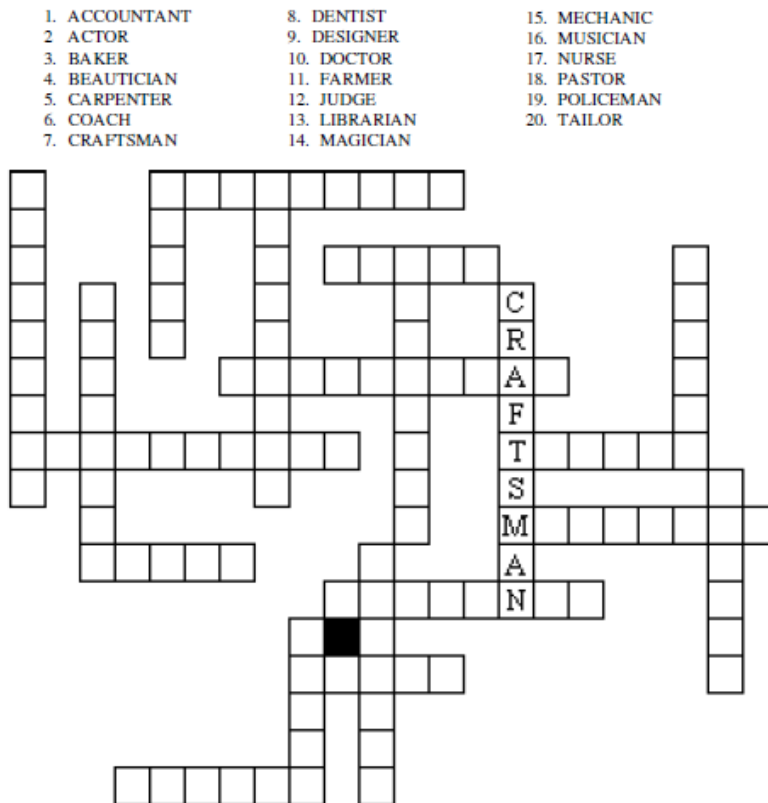 1. ACCOUNTANT
2 ACTOR
3. BAKER
4. BEAUTICIAN
5. CARPENTER
6. COACH
7. CRAFTSMAN
8. DENTIST
9. DESIGNER
10. DOCTOR
11. FARMER
12. JUDGE
13. LIBRARIAN
14. MAGICIAN
15. MECHANIC
16. MUSICIAN
17. NURSE
18. PASTOR
19. POLICEMAN
20. TAILOR
C
R
A
F
T
S
M
A
N